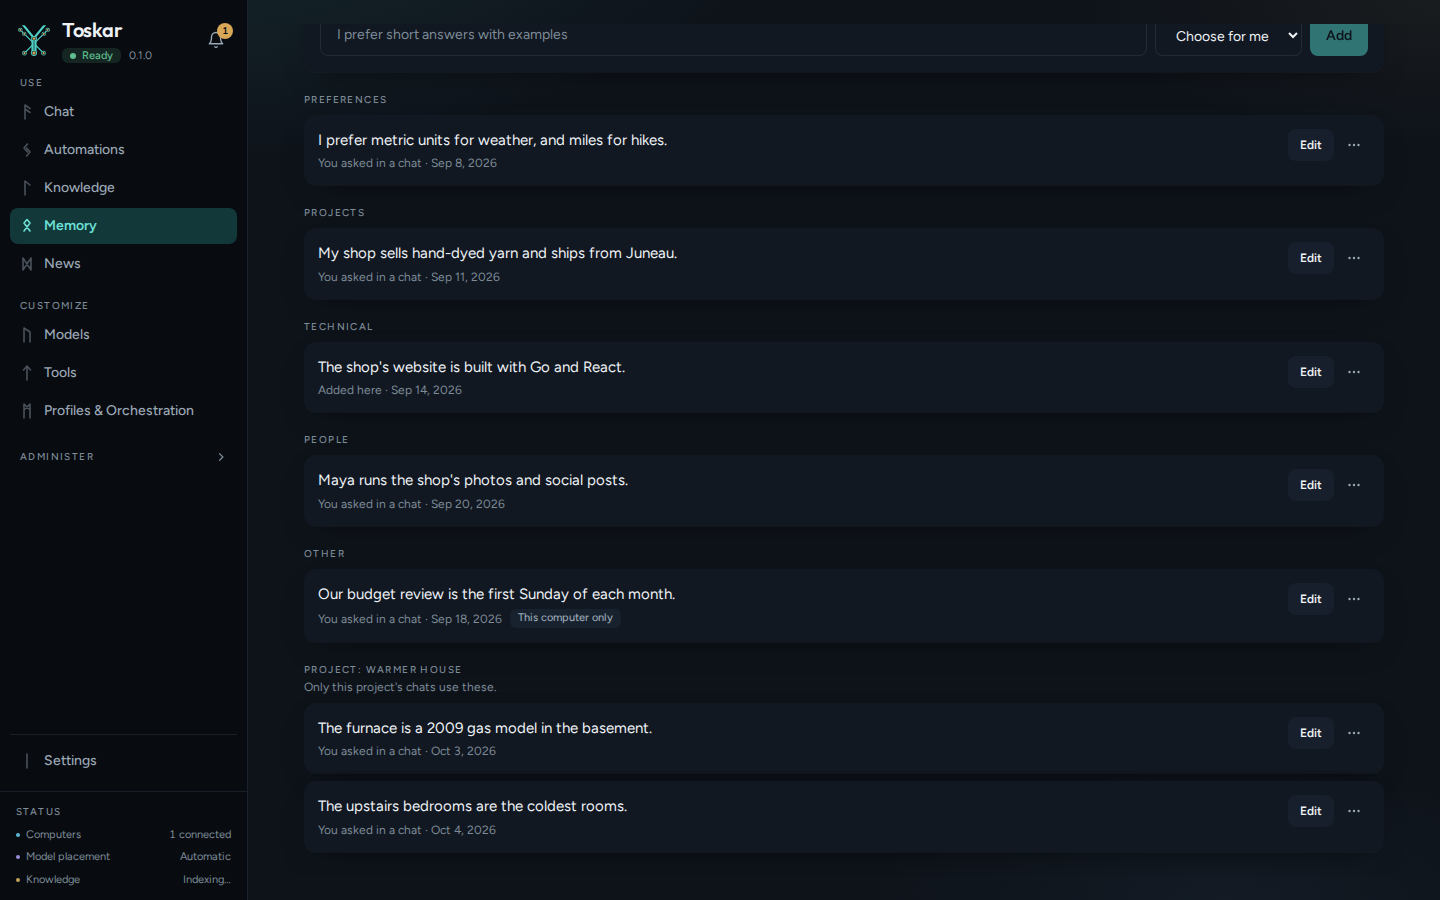 Toskar
1
Ready 0.1.0
USE
Chat
Automations
Knowledge
Memory
News
CUSTOMIZE
Models
Tools
Profiles & Orchestration
ADMINISTER
Settings
STATUS
Computers 1 connected
Model placement Automatic
Knowledge Indexing...
I prefer short answers with examples
Choose for me
Add
PREFERENCES
I prefer metric units for weather, and miles for hikes.
You asked in a chat · Sep 8, 2026
Edit
PROJECTS
My shop sells hand-dyed yarn and ships from Juneau.
You asked in a chat · Sep 11, 2026
Edit
TECHNICAL
The shop's website is built with Go and React.
Added here · Sep 14, 2026
Edit
PEOPLE
Maya runs the shop's photos and social posts.
You asked in a chat · Sep 20, 2026
Edit
OTHER
Our budget review is the first Sunday of each month.
You asked in a chat · Sep 18, 2026 This computer only
Edit
PROJECT: WARMER HOUSE
Only this project's chats use these.
The furnace is a 2009 gas model in the basement.
You asked in a chat · Oct 3, 2026
Edit
The upstairs bedrooms are the coldest rooms.
You asked in a chat · Oct 4, 2026
Edit